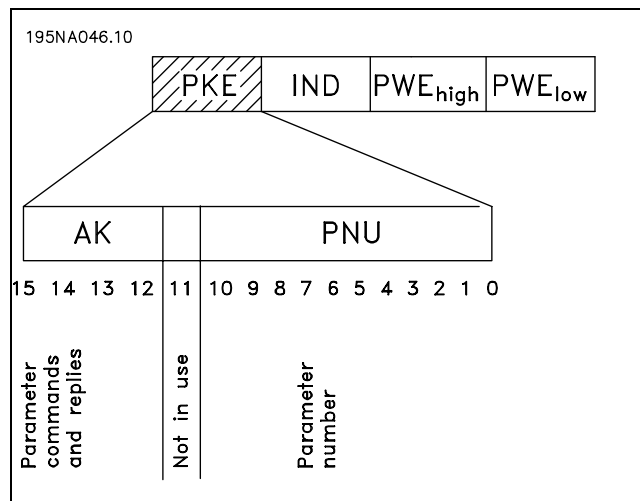 195NA046.10
PKE IND PWEhigh PWElow
AK PNU
15 14 13 12 11 10 9 8 7 6 5 4 3 2 1 0
Parameter
commands
and replies
Not in use
Parameter
number